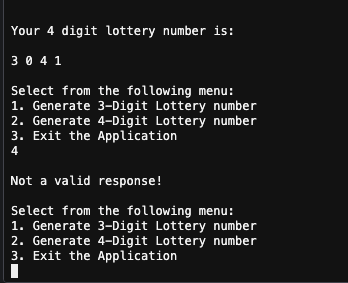 Your 4 digit lottery number is:
3 0 4 1
Select from the following menu:
1. Generate 3-Digit Lottery number
2. Generate 4-Digit Lottery number
3. Exit the Application
4
Not a valid response!
Select from the following menu:
1. Generate 3-Digit Lottery number
2. Generate 4-Digit Lottery number
3. Exit the Application